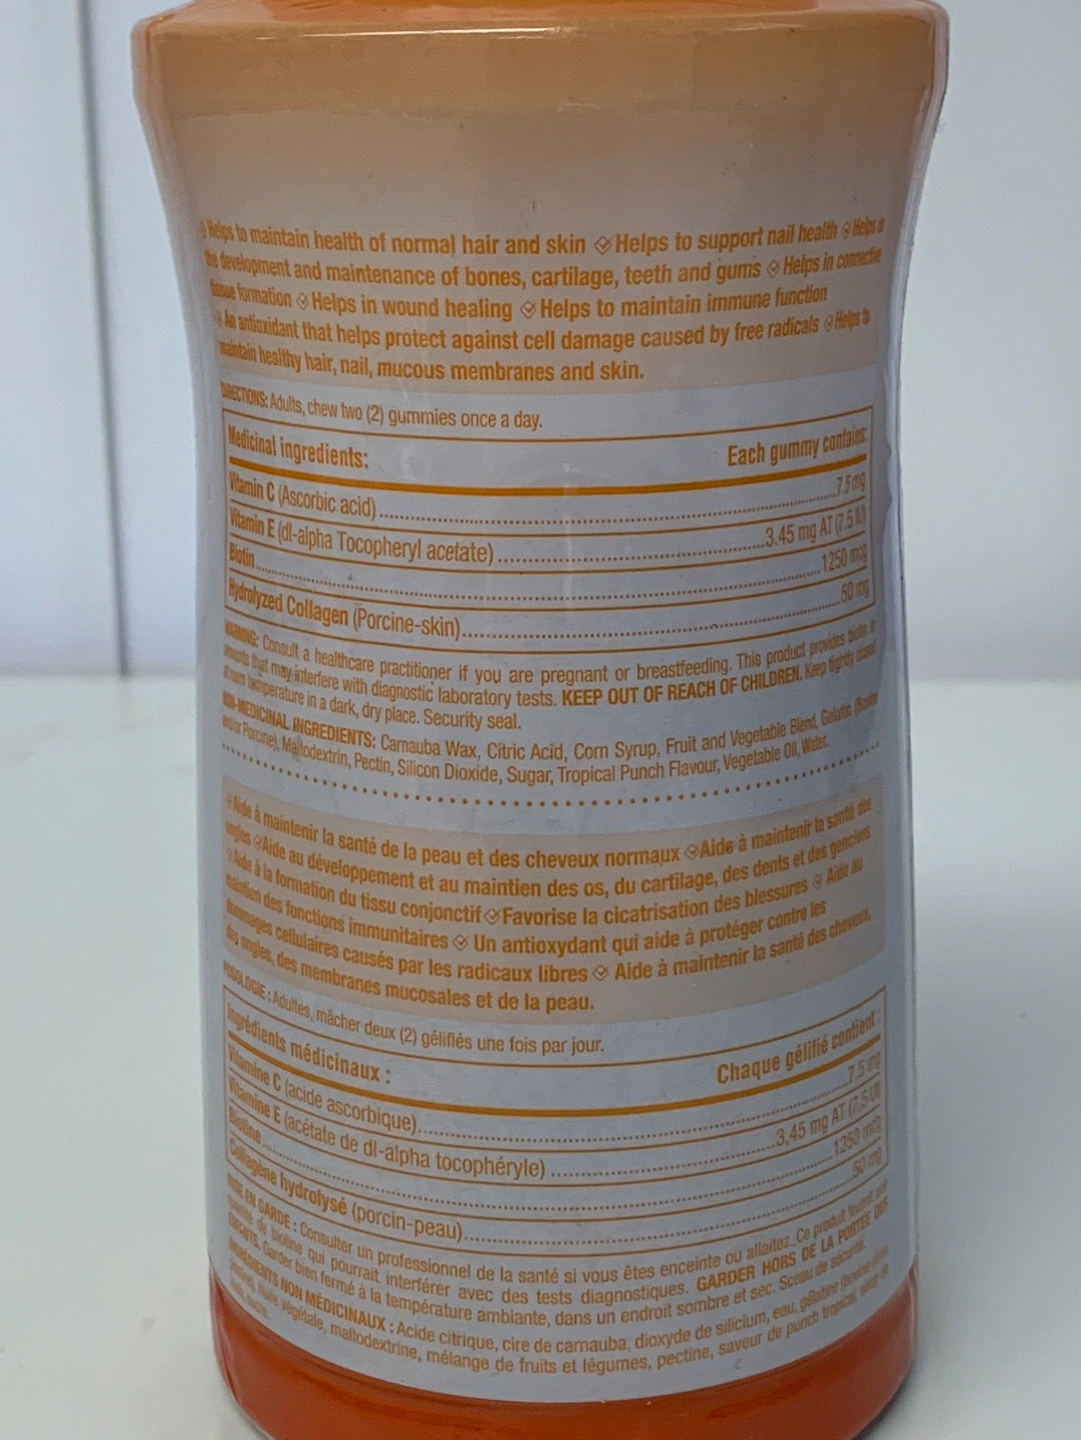 Helps to maintain health of normal hair and skin Helps to support nail health Helps in
the development and maintenance of bones, cartilage, teeth and gums Helps in connective
tissue formation Helps in wound healing Helps to maintain immune function
An antioxidant that helps protect against cell damage caused by free radicals Helps to
maintain healthy hair, nail, mucous membranes and skin.
DIRECTIONS: Adults, chew two (2) gummies once a day.
Medicinal ingredients: Each gummy contains:
Vitamin C (Ascorbic acid) 7.5 mg
Vitamin E (dl-alpha Tocopheryl acetate) 3.45 mg AT (7.5 IU)
Biotin 1250 mcg
Hydrolyzed Collagen (Porcine-skin) 50 mg
WARNING: Consult a healthcare practitioner if you are pregnant or breastfeeding. This product provides biotin in
amounts that may interfere with diagnostic laboratory tests. KEEP OUT OF REACH OF CHILDREN. Keep tightly closed
at room temperature in a dark, dry place. Security seal.
NON-MEDICINAL INGREDIENTS: Carnauba Wax, Citric Acid, Corn Syrup, Fruit and Vegetable Blend, Gelatin (Bovine
and/or Porcine), Maltodextrin, Pectin, Silicon Dioxide, Sugar, Tropical Punch Flavour, Vegetable Oil, Water.
Aide à maintenir la santé de la peau et des cheveux normaux Aide à maintenir la santé des
ongles Aide au développement et au maintien des os, du cartilage, des dents et des gencives
Aide à la formation du tissu conjonctif Favorise la cicatrisation des blessures Aide au
maintien des fonctions immunitaires Un antioxydant qui aide à protéger contre les
dommages cellulaires causés par les radicaux libres Aide à maintenir la santé des cheveux,
des ongles, des membranes mucosales et de la peau.
POSOLOGIE : Adultes, mâcher deux (2) gélifiés une fois par jour.
Ingrédients médicinaux : Chaque gélifié contient :
Vitamine C (acide ascorbique) 7,5 mg
Vitamine E (acétate de dl-alpha tocophéryle) 3,45 mg AT (7,5 UI)
Biotine 1250 mcg
Collagène hydrolysé (porcin-peau) 50 mg
MISE EN GARDE : Consulter un professionnel de la santé si vous êtes enceinte ou allaitez. Ce produit fournit une
quantité de biotine qui pourrait interférer avec des tests diagnostiques. GARDER HORS DE LA PORTÉE DES
ENFANTS. Garder bien fermé à la température ambiante, dans un endroit sombre et sec. Sceau de sécurité.
INGRÉDIENTS NON MÉDICINAUX : Acide citrique, cire de carnauba, dioxyde de silicium, eau, gélatine (bovine
huile végétale, maltodextrine, mélange de fruits et légumes, pectine, saveur de punch tropical, sirop de
sucre